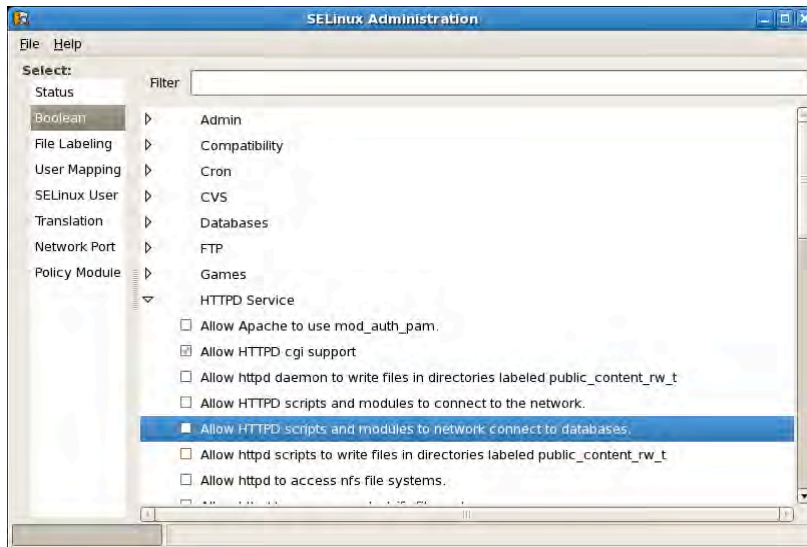 SELinux Administration
File Help
Select:
Status
Boolean
File Labeling
User Mapping
SELinux User
Translation
Network Port
Policy Module
Filter
Admin
Compatibility
Cron
CVS
Databases
FTP
Games
HTTPD Service
Allow Apache to use mod_auth_pam.
Allow HTTPD cgi support
Allow httpd daemon to write files in directories labeled public_content_rw_t
Allow HTTPD scripts and modules to connect to the network.
Allow HTTPD scripts and modules to network connect to databases.
Allow httpd scripts to write files in directories labeled public_content_rw_t
Allow httpd to access nfs file systems.